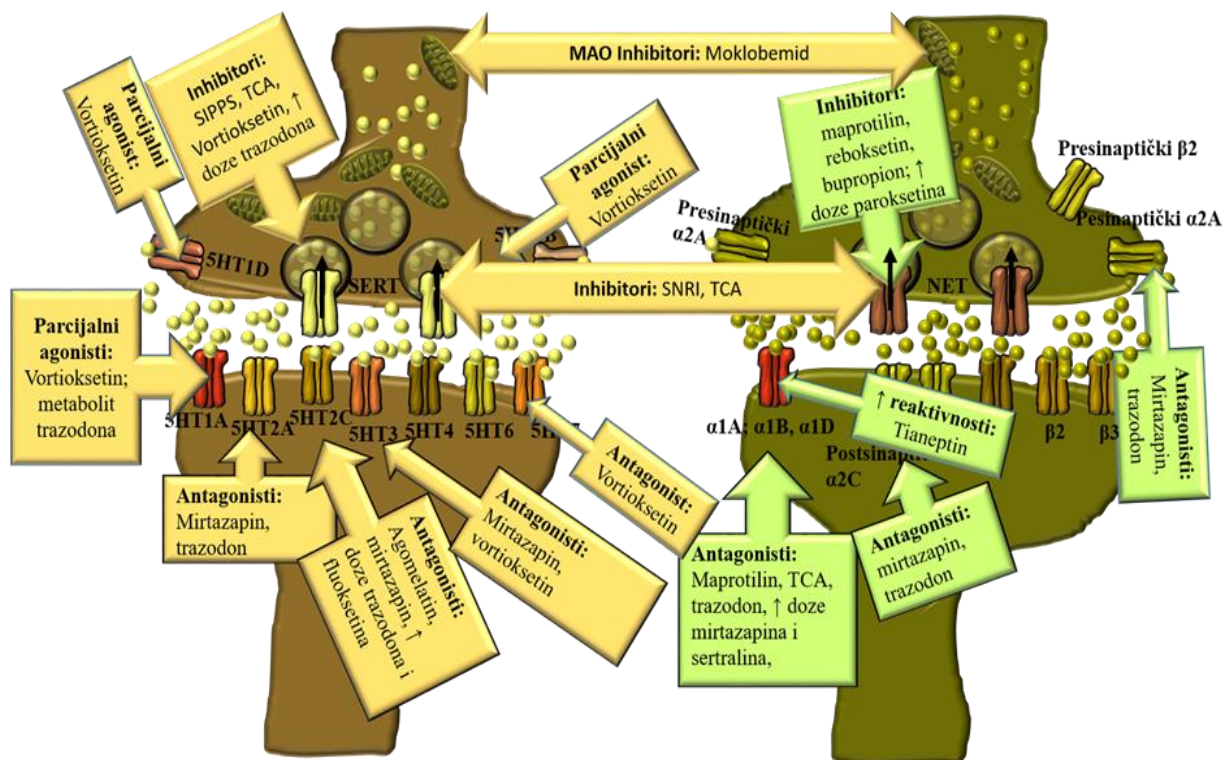 MAO Inhibitori: Moklobemid
Parcijalni
agonist:
Vortioksetin
Inhibitori:
SIPPS, TCA,
Vortioksetin, ↑
doze trazodona
Parcijalni
agonist:
Vortioksetin
Inhibitori:
maprotilin,
reboksetin,
bupropion; ↑
doze paroksetina
Presinaptički β2
Presinaptički
α2A
Pesinaptički α2A
5HT1D
SERT
Inhibitori: SNRI, TCA
NET
Parcijalni
agonisti:
Vortioksetin;
metabolit
trazodona
5HT1A
5HT2A
5HT2C
5HT3
5HT4
5HT6
α1A; α1B, α1D
↑ reaktivnosti:
Tianeptin
β2
β3
Postsinaptič
α2C
Antagonisti:
Mirtazapin,
trazodon
Antagonisti:
Mirtazapin,
trazodon
Antagonisti:
Agomelatin,
mirtazapin, ↑
doze trazodona i
fluoksetina
Antagonisti:
Mirtazapin,
vortioksetin
Antagonist:
Vortioksetin
Antagonisti:
Maprotilin, TCA,
trazodon, ↑ doze
mirtazapina i
sertralina,
Antagonisti:
mirtazapin,
trazodon